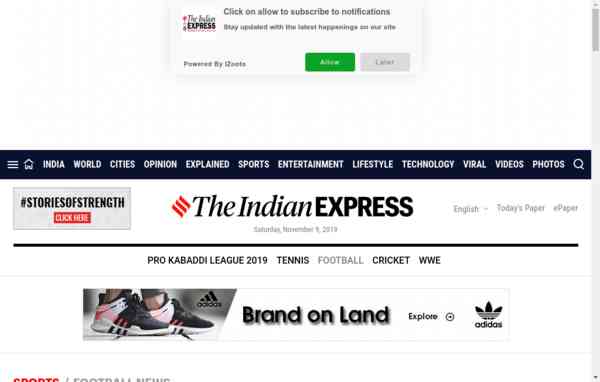 Click on allow to subscribe to notifications
The Indian EXPRESS
Stay updated with the latest happenings on our site
Powered By iZooto
Allow
Later
INDIA WORLD CITIES OPINION EXPLAINED SPORTS ENTERTAINMENT LIFESTYLE TECHNOLOGY VIRAL VIDEOS PHOTOS
#STORIESOFSTRENGTH
CLICK HERE
The Indian EXPRESS
English
Today's Paper
ePaper
Saturday, November 9, 2019
PRO KABADDI LEAGUE 2019 TENNIS FOOTBALL CRICKET WWE
adidas
Brand on Land
Explore
adidas
SPORTS / FOOTBALL NEWS